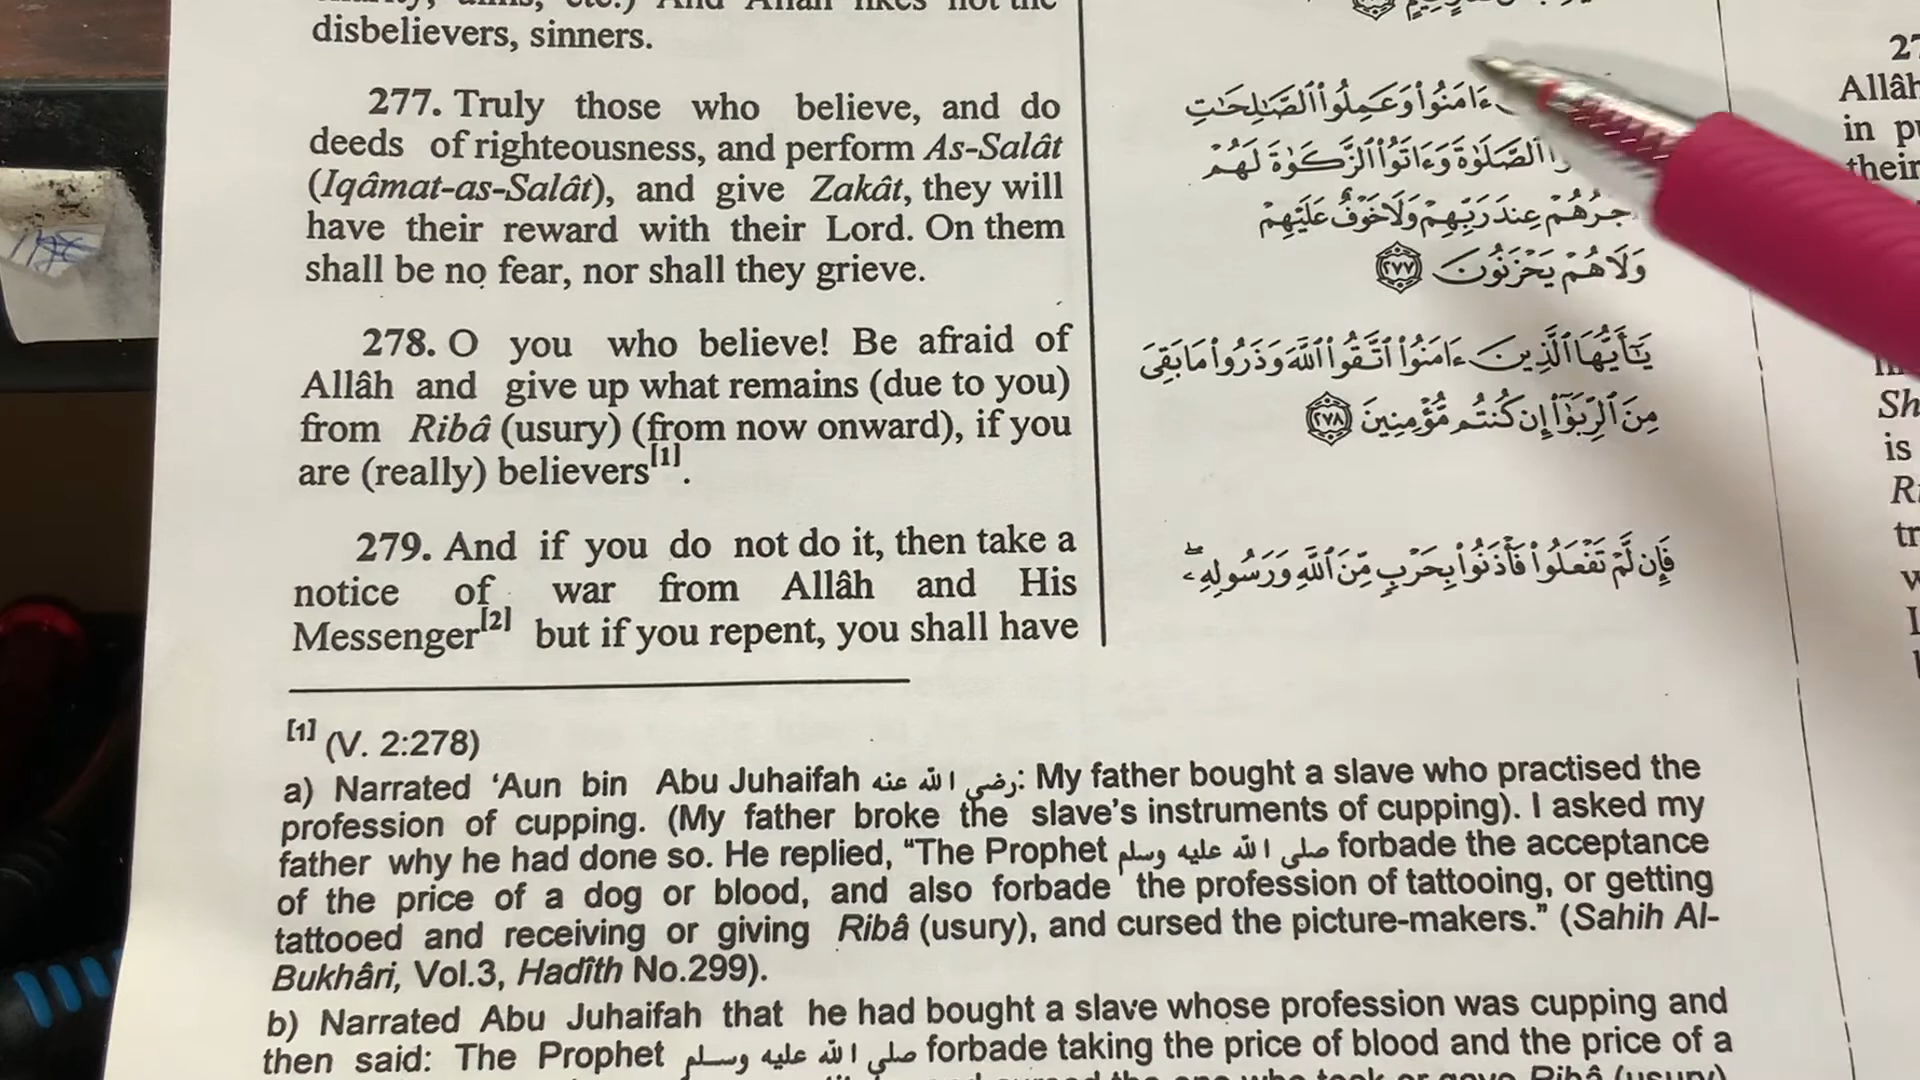 disbelievers, sinners.
277. Truly those who believe, and do
deeds of righteousness, and perform As-Salât
(Iqâmat-as-Salât), and give Zakât, they will
have their reward with their Lord. On them
shall be no fear, nor shall they grieve.
278. O you who believe! Be afraid of
Allâh and give up what remains (due to you)
from Ribâ (usury) (from now onward), if you
are (really) believers[1].
279. And if you do not do it, then take a
notice of war from Allâh and His
Messenger[2] but if you repent, you shall have
ءَامَنُوا۟ وَعَمِلُوا۟ ٱلصَّٰلِحَٰتِ
ٱلصَّلَوٰةَ وَءَاتَوُا۟ ٱلزَّكَوٰةَ لَهُمْ
جْرُهُمْ عِندَ رَبِّهِمْ وَلَا خَوْفٌ عَلَيْهِمْ
وَلَا هُمْ يَحْزَنُونَ ٢٧٧
يَٰٓأَيُّهَا ٱلَّذِينَ ءَامَنُوا۟ ٱتَّقُوا۟ ٱللَّهَ وَذَرُوا۟ مَا بَقِىَ
مِنَ ٱلرِّبَوٰٓا۟ إِن كُنتُم مُّؤْمِنِينَ ٢٧٨
فَإِن لَّمْ تَفْعَلُوا۟ فَأْذَنُوا۟ بِحَرْبٍ مِّنَ ٱللَّهِ وَرَسُولِهِۦ ۖ
[1] (V. 2:278)
a) Narrated ‘Aun bin Abu Juhaifah رضي الله عنه: My father bought a slave who practised the
profession of cupping. (My father broke the slave’s instruments of cupping). I asked my
father why he had done so. He replied, “The Prophet صلى الله عليه وسلم forbade the acceptance
of the price of a dog or blood, and also forbade the profession of tattooing, or getting
tattooed and receiving or giving Ribâ (usury), and cursed the picture-makers.” (Sahih Al-
Bukhâri, Vol.3, Hadîth No.299).
b) Narrated Abu Juhaifah that he had bought a slave whose profession was cupping and
then said: The Prophet صلى الله عليه وسلم forbade taking the price of blood and the price of a
Allâh
in
their
Sh
is